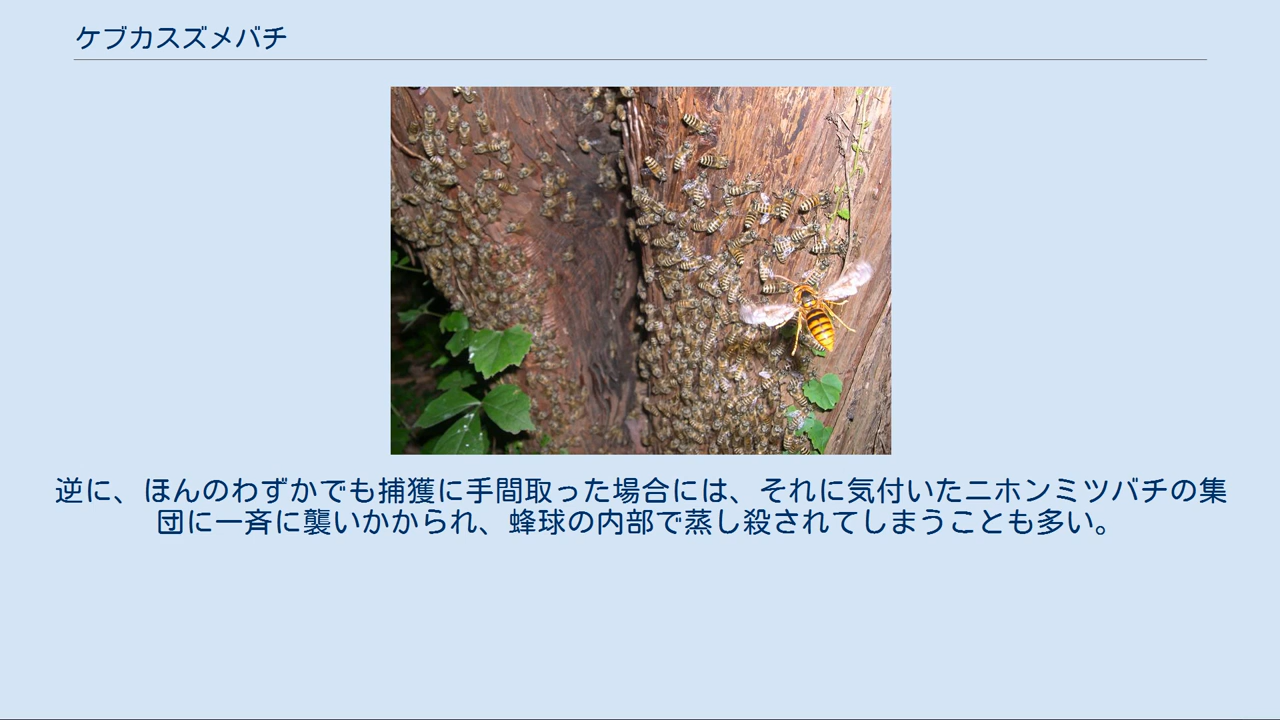 ケブカスズメバチ
逆に、ほんのわずかでも捕獲に手間取った場合には、それに気付いたニホンミツバチの集
団に一斉に襲いかかられ、蜂球の内部で蒸し殺されてしまうことも多い。